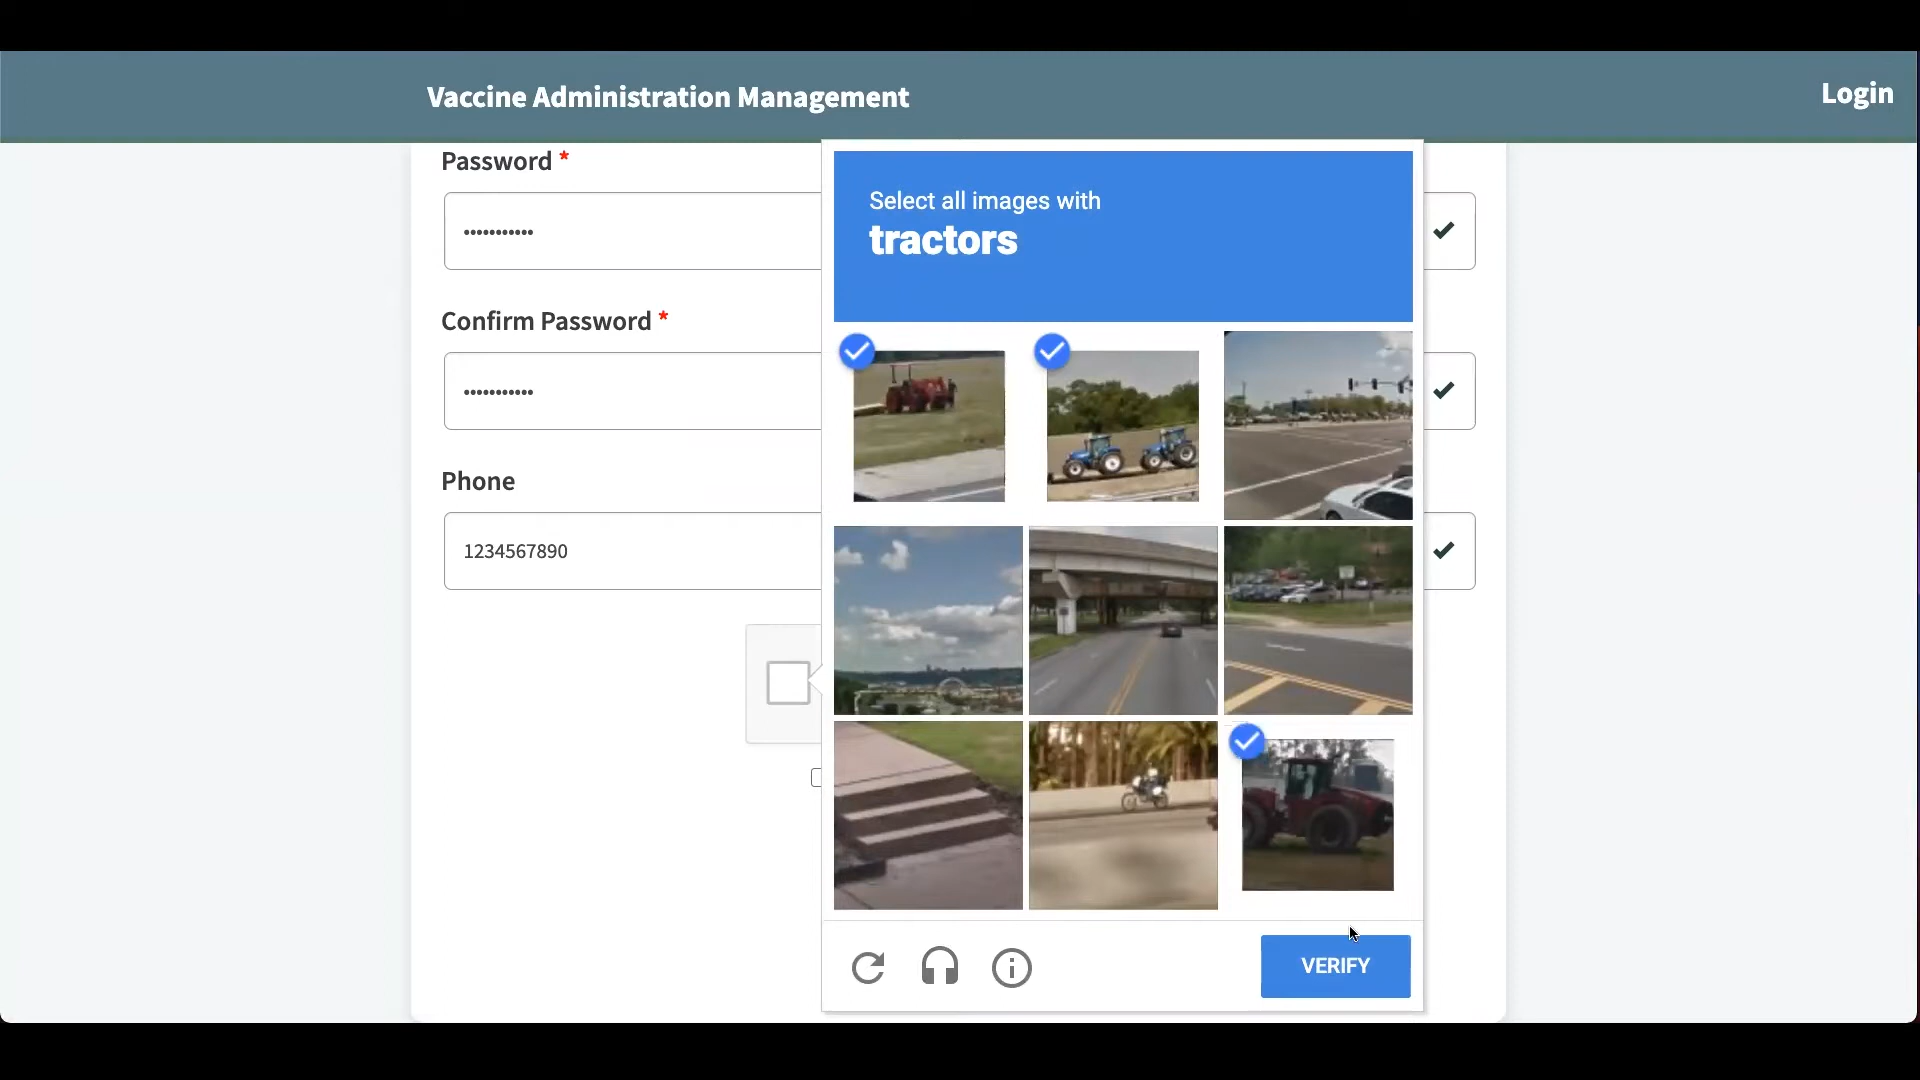 Vaccine Administration Management
Login
Password *
•••••••••••
Confirm Password *
•••••••••••
Phone
1234567890
Select all images with
tractors
VERIFY